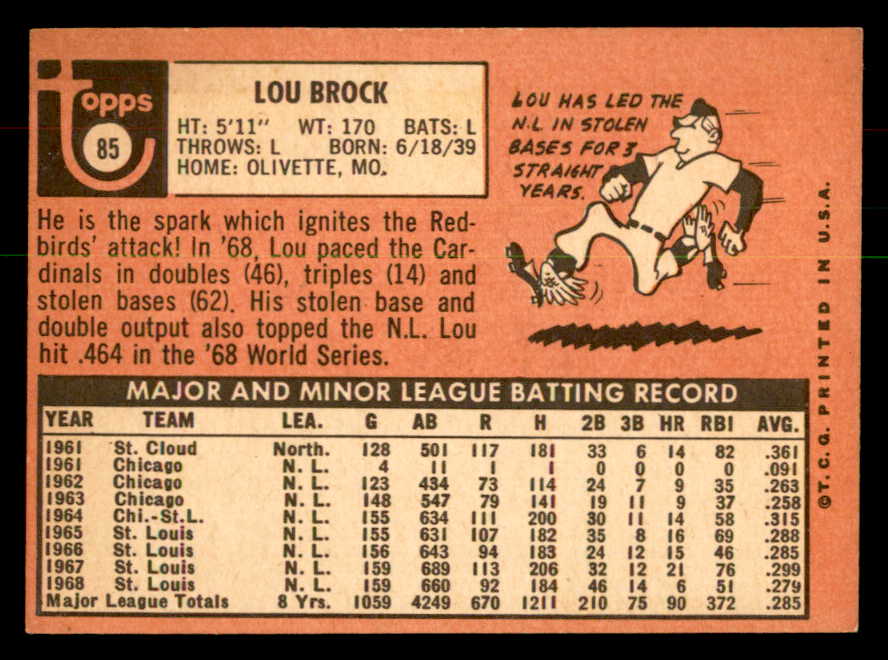 topps
85
LOU BROCK
HT: 5'11" WT: 170 BATS: L
THROWS: L BORN: 6/18/39
HOME: OLIVETTE, MO.
LOU HAS LED THE
N.L. IN STOLEN
BASES FOR 3
STRAIGHT
YEARS.
He is the spark which ignites the Red-
birds' attack! In '68, Lou paced the Car-
dinals in doubles (46), triples (14) and
stolen bases (62). His stolen base and
double output also topped the N.L. Lou
hit .464 in the '68 World Series.
MAJOR AND MINOR LEAGUE BATTING RECORD
YEAR TEAM LEA. G AB R H 2B 3B HR RBI AVG.
1961 St. Cloud North. 128 501 117 181 33 6 14 82 .361
1961 Chicago N. L. 4 11 1 1 0 0 0 0 .091
1962 Chicago N. L. 123 434 73 114 24 7 9 35 .263
1963 Chicago N. L. 148 547 79 141 19 11 9 37 .258
1964 Chi.-St.L. N. L. 155 634 111 200 30 11 14 58 .315
1965 St. Louis N. L. 155 631 107 182 35 8 16 69 .288
1966 St. Louis N. L. 156 643 94 183 24 12 15 46 .285
1967 St. Louis N. L. 159 689 113 206 32 12 21 76 .299
1968 St. Louis N. L. 159 660 92 184 46 14 6 51 .279
Major League Totals 8 Yrs. 1059 4249 670 1211 210 75 90 372 .285
©T. C. G. PRINTED IN U.S.A.